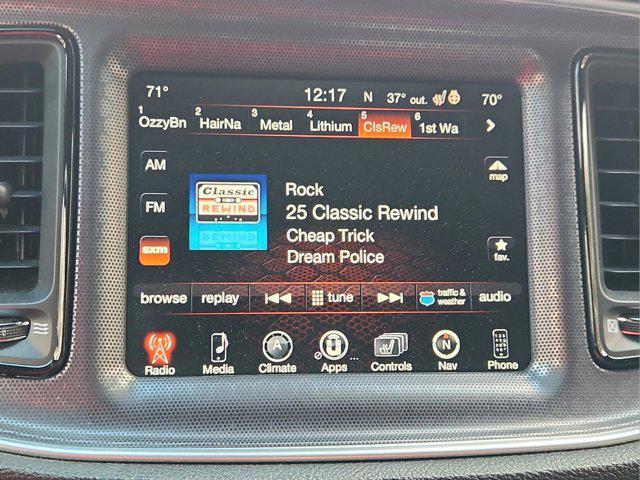 71° 12:17 N 37° out. 70°
1 OzzyBn 2 HairNa 3 Metal 4 Lithium 5 ClsRew 6 1st Wa
AM
map
Classic
REWIND
Rock
25 Classic Rewind
FM
Cheap Trick
Dream Police
sxm
fav.
browse replay tune traffic & weather audio
A
N
Radio Media Climate Apps Controls Nav Phone